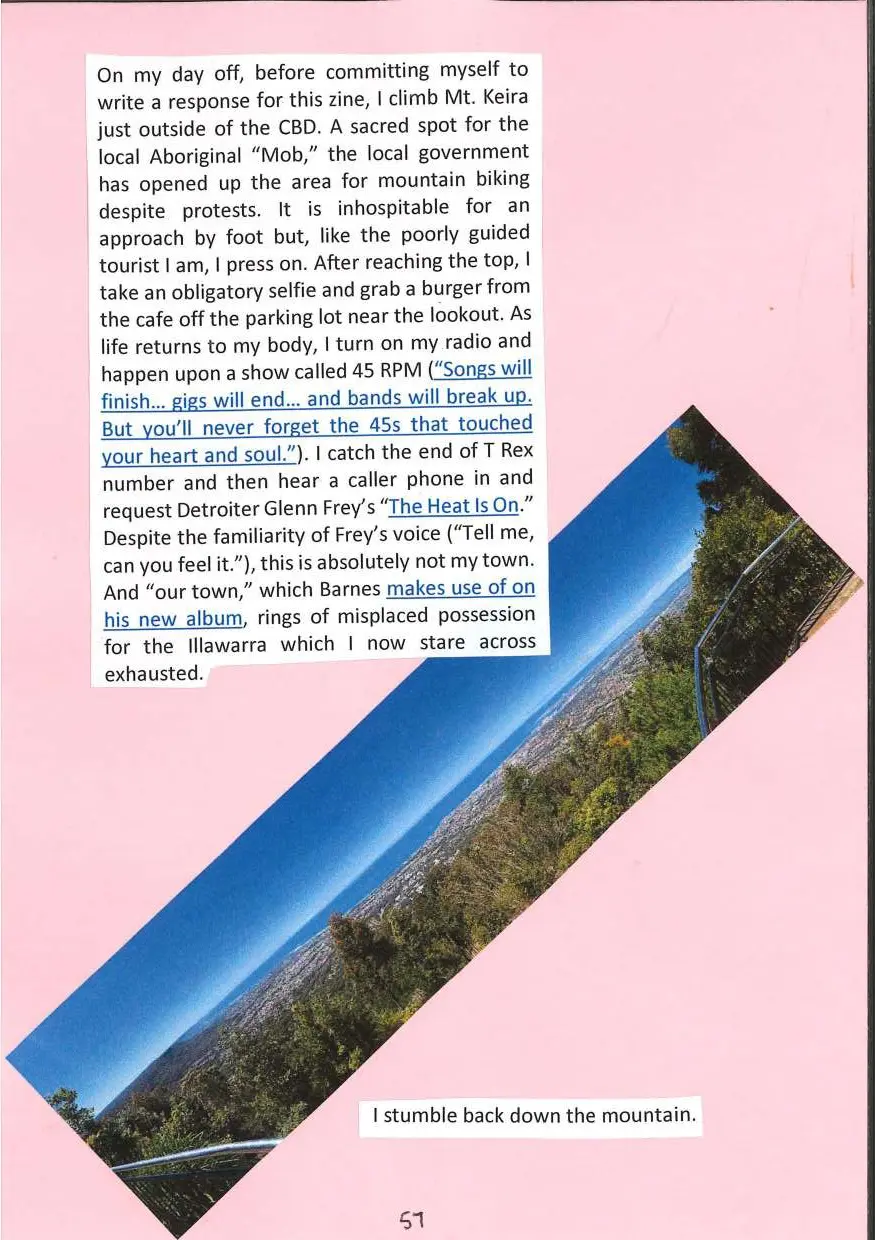 On my day off, before committing myself to
write a response for this zine, I climb Mt. Keira
just outside of the CBD. A sacred spot for the
local Aboriginal “Mob,” the local government
has opened up the area for mountain biking
despite protests. It is inhospitable for an
approach by foot but, like the poorly guided
tourist I am, I press on. After reaching the top, I
take an obligatory selfie and grab a burger from
the cafe off the parking lot near the lookout. As
life returns to my body, I turn on my radio and
happen upon a show called 45 RPM (“Songs will
finish... gigs will end... and bands will break up.
But you’ll never forget the 45s that touched
your heart and soul.”). I catch the end of T Rex
number and then hear a caller phone in and
request Detroiter Glenn Frey’s “The Heat Is On.”
Despite the familiarity of Frey’s voice (“Tell me,
can you feel it.”), this is absolutely not my town.
And “our town,” which Barnes makes use of on
his new album, rings of misplaced possession
for the Illawarra which I now stare across
exhausted.
I stumble back down the mountain.
57